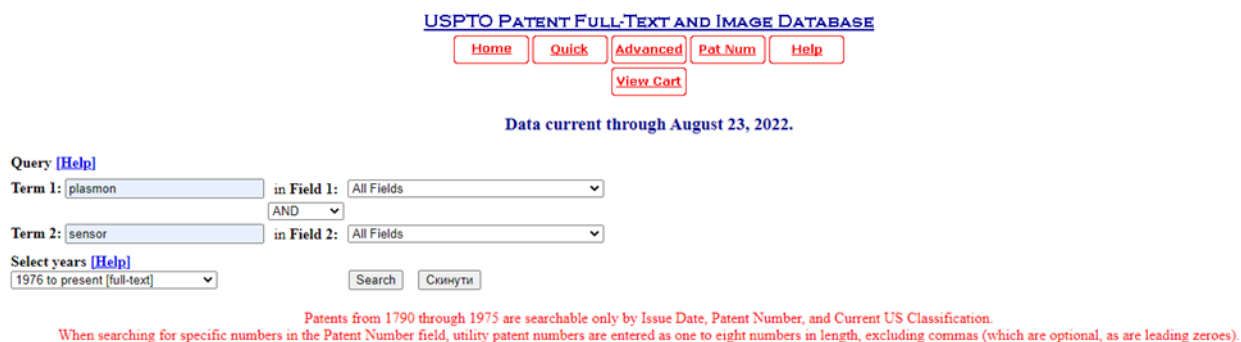 USPTO PATENT FULL-TEXT AND IMAGE DATABASE
Home Quick Advanced Pat Num Help
View Cart
Data current through August 23, 2022.
Query [Help]
Term 1: plasmon in Field 1: All Fields
AND
Term 2: sensor in Field 2: All Fields
Select years [Help]
1976 to present [full-text] Search Скинути
Patents from 1790 through 1975 are searchable only by Issue Date, Patent Number, and Current US Classification.
When searching for specific numbers in the Patent Number field, utility patent numbers are entered as one to eight numbers in length, excluding commas (which are optional, as are leading zeroes).